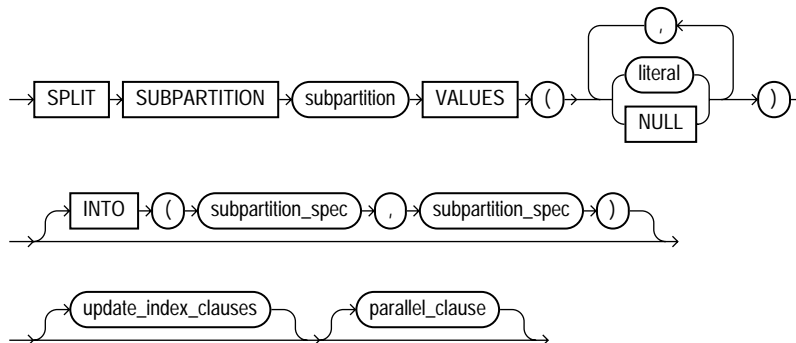 ,
SPLIT SUBPARTITION subpartition VALUES ( literal )
NULL
INTO ( subpartition_spec , subpartition_spec )
update_index_clauses parallel_clause